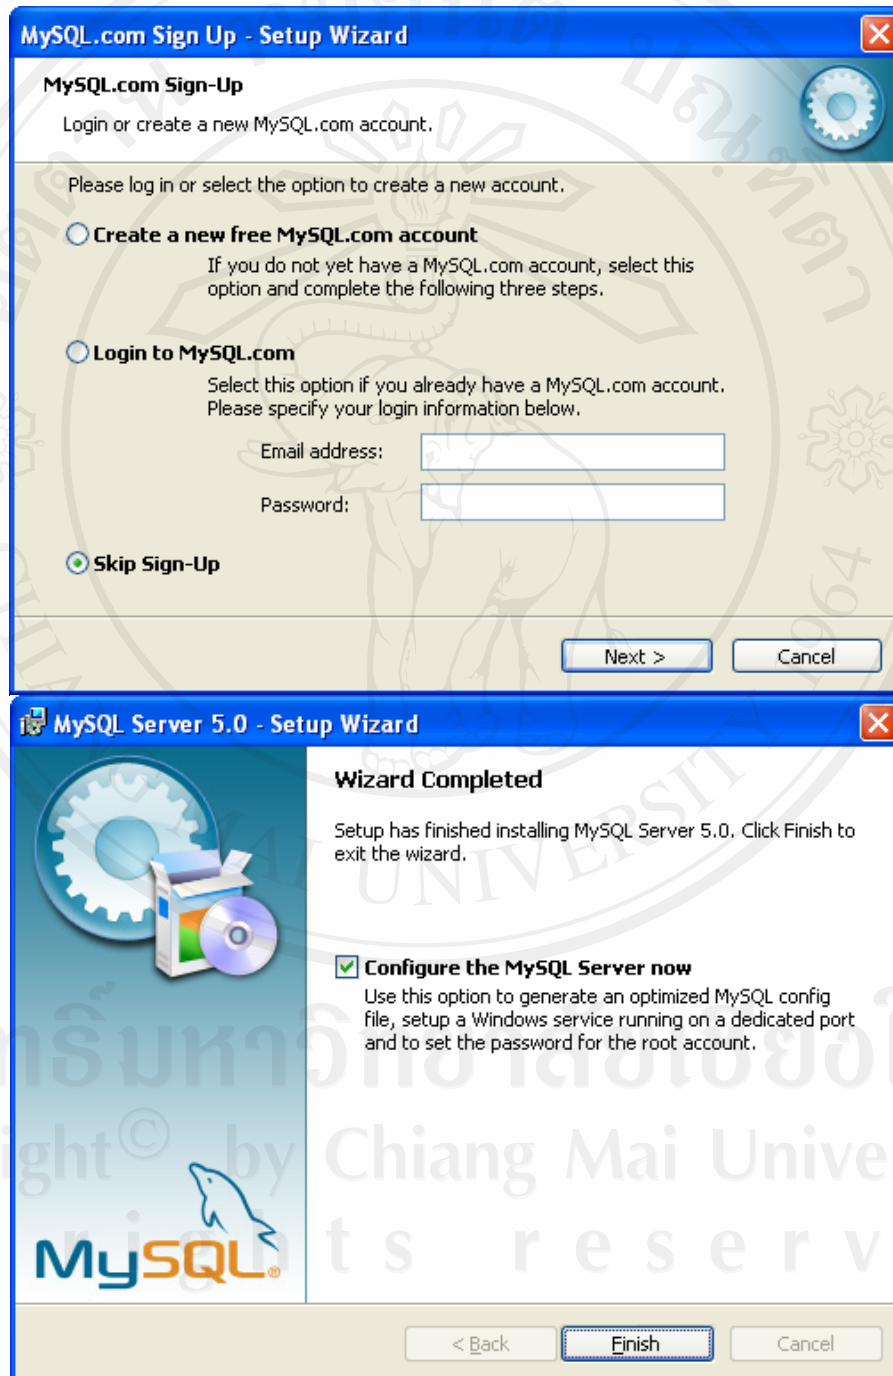 MySQL.com Sign Up - Setup Wizard
MySQL.com Sign-Up
Login or create a new MySQL.com account.
Please log in or select the option to create a new account.
Create a new free MySQL.com account
If you do not yet have a MySQL.com account, select this
option and complete the following three steps.
Login to MySQL.com
Select this option if you already have a MySQL.com account.
Please specify your login information below.
Email address:
Password:
Skip Sign-Up
Next >
Cancel
MySQL Server 5.0 - Setup Wizard
Wizard Completed
Setup has finished installing MySQL Server 5.0. Click Finish to
exit the wizard.
Configure the MySQL Server now
Use this option to generate an optimized MySQL config
file, setup a Windows service running on a dedicated port
and to set the password for the root account.
MySQL®
< Back
Finish
Cancel
MAI UNIVERSITY 1964
by Chiang Mai